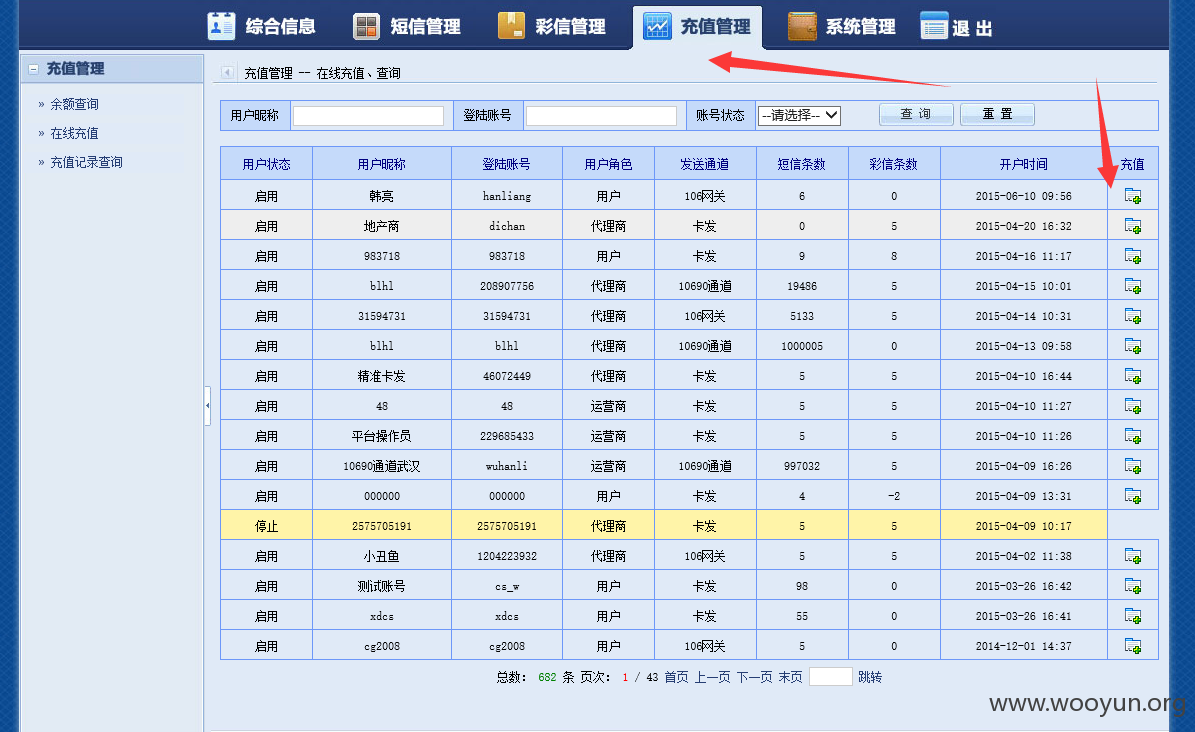 综合信息 短信管理 彩信管理 充值管理 系统管理 退 出
充值管理
» 余额查询
» 在线充值
» 充值记录查询
充值管理 -- 在线充值、查询
用户昵称 登陆账号 账号状态 --请选择-- 查 询 重 置
用户状态 用户昵称 登陆账号 用户角色 发送通道 短信条数 彩信条数 开户时间 充值
启用 韩亮 hanliang 用户 106网关 6 0 2015-06-10 09:56
启用 地产商 dichan 代理商 卡发 0 5 2015-04-20 16:32
启用 983718 983718 用户 卡发 9 8 2015-04-16 11:17
启用 blhl 208907756 代理商 10690通道 19486 5 2015-04-15 10:01
启用 31594731 31594731 代理商 106网关 5133 5 2015-04-14 10:31
启用 blhl blhl 代理商 10690通道 1000005 0 2015-04-13 09:58
启用 精准卡发 46072449 代理商 卡发 5 5 2015-04-10 16:44
启用 48 48 运营商 卡发 5 5 2015-04-10 11:27
启用 平台操作员 229685433 运营商 卡发 5 5 2015-04-10 11:26
启用 10690通道武汉 wuhanli 运营商 10690通道 997032 5 2015-04-09 16:26
启用 000000 000000 用户 卡发 4 -2 2015-04-09 13:31
停止 2575705191 2575705191 代理商 卡发 5 5 2015-04-09 10:17
启用 小丑鱼 1204223932 代理商 106网关 5 5 2015-04-02 11:38
启用 测试账号 cs_w 用户 卡发 98 0 2015-03-26 16:42
启用 xdcs xdcs 用户 卡发 55 0 2015-03-26 16:41
启用 cg2008 cg2008 用户 106网关 5 0 2014-12-01 14:37
总数： 682 条 页次： 1 / 43 首页 上一页 下一页 末页 跳转
www.wooyun.org